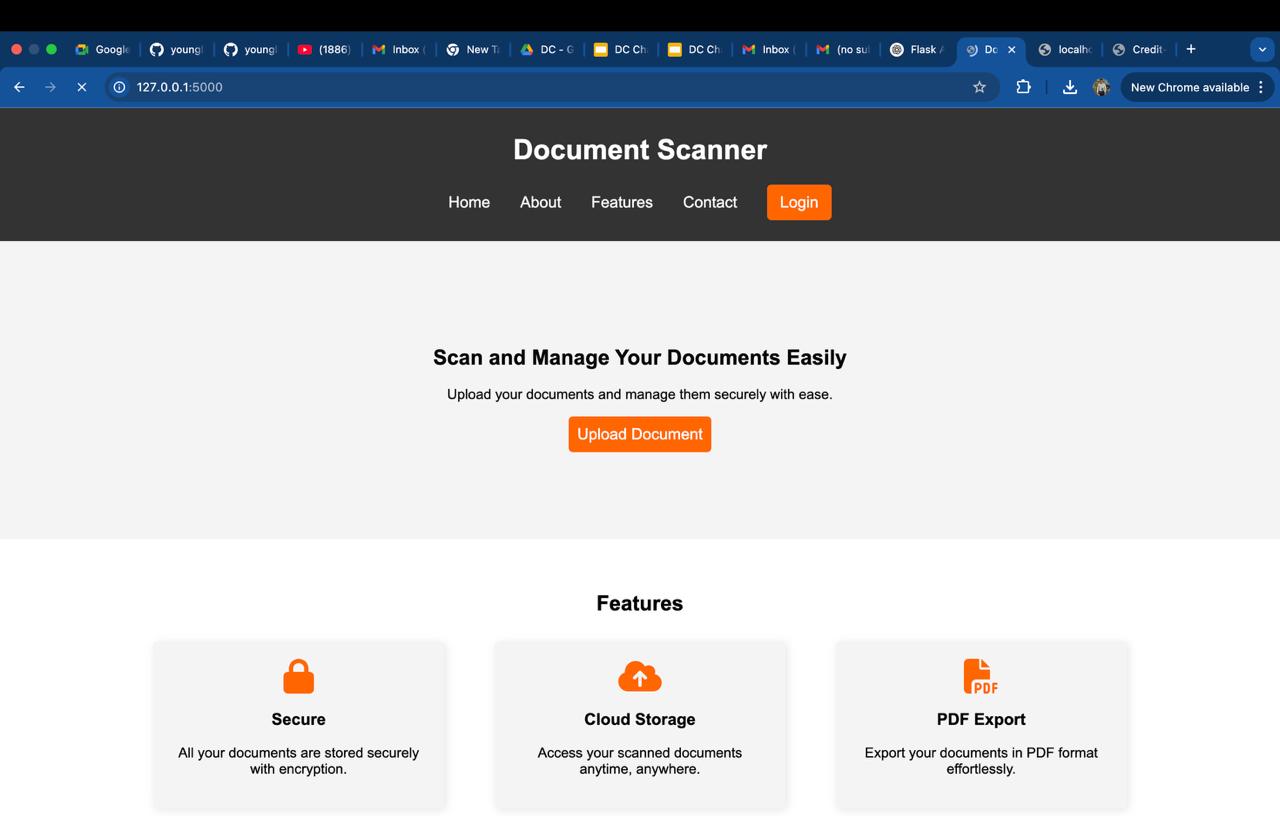 Google
youngl
youngl
(1886)
Inbox (
New T
DC - G
DC Ch
DC Ch
Inbox (
(no su
Flask
Do
localh
Credit-
127.0.0.1:5000
New Chrome available
Document Scanner
Home
About
Features
Contact
Login
Scan and Manage Your Documents Easily
Upload your documents and manage them securely with ease.
Upload Document
Features
Secure
All your documents are stored securely
with encryption.
Cloud Storage
Access your scanned documents
anytime, anywhere.
PDF
PDF Export
Export your documents in PDF format
effortlessly.